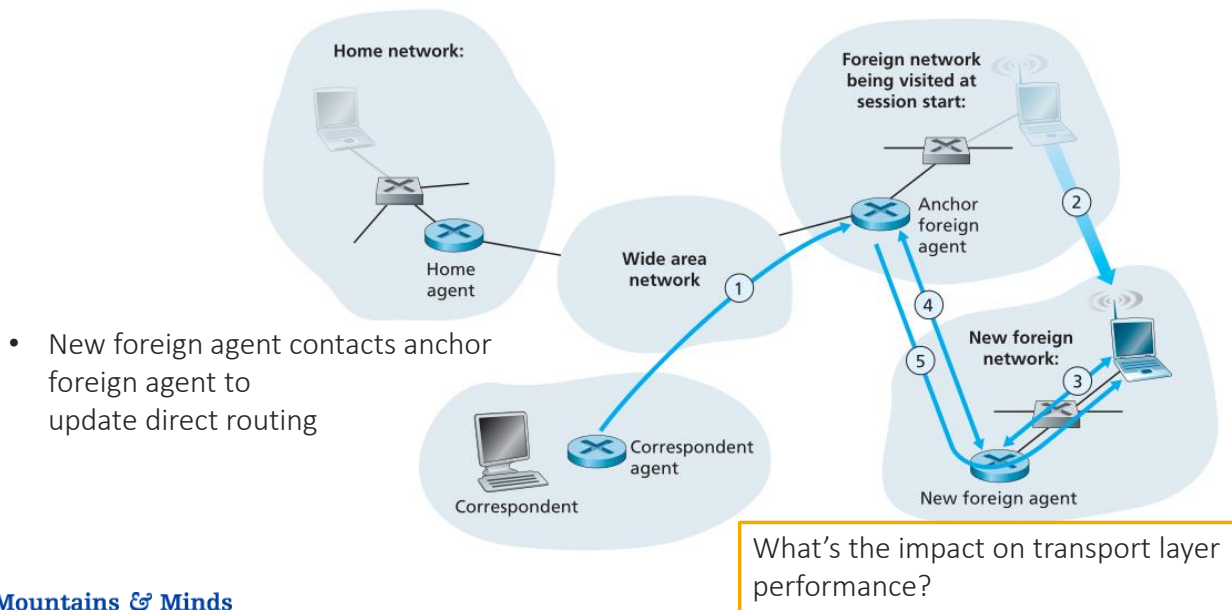 Home network:
Foreign network
being visited at
session start:
2
Anchor
foreign
agent
Wide area
network
Home
agent
1
4
• New foreign agent contacts anchor
foreign agent to
update direct routing
New foreign
network:
5
3
Correspondent
agent
Correspondent
New foreign agent
What's the impact on transport layer
performance?
Mountains & Minds